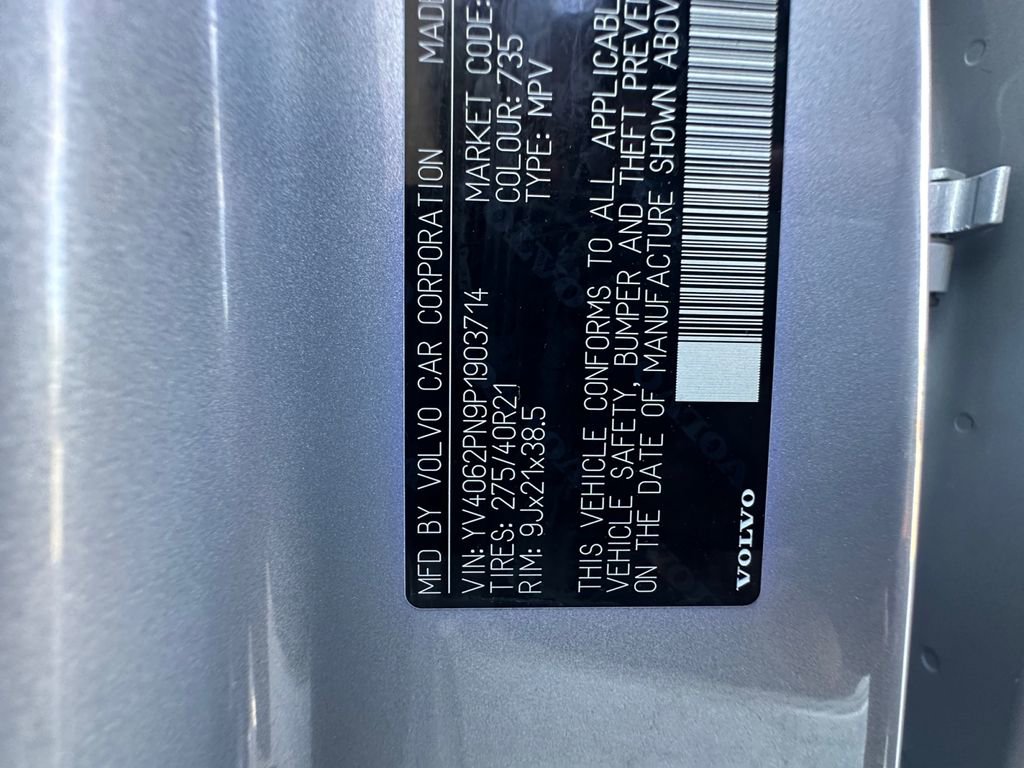 MFD BY VOLVO CAR CORPORATION MADE
VIN: YV4062PN9P1903714 MARKET CODE:
TIRES: 275/40R21 COLOUR: 735
RIM: 9Jx21x38.5 TYPE: MPV
THIS VEHICLE CONFORMS TO ALL APPLICABL
VEHICLE SAFETY, BUMPER AND THEFT PREVE
ON THE DATE OF MANUFACTURE SHOWN ABOV
VOLVO